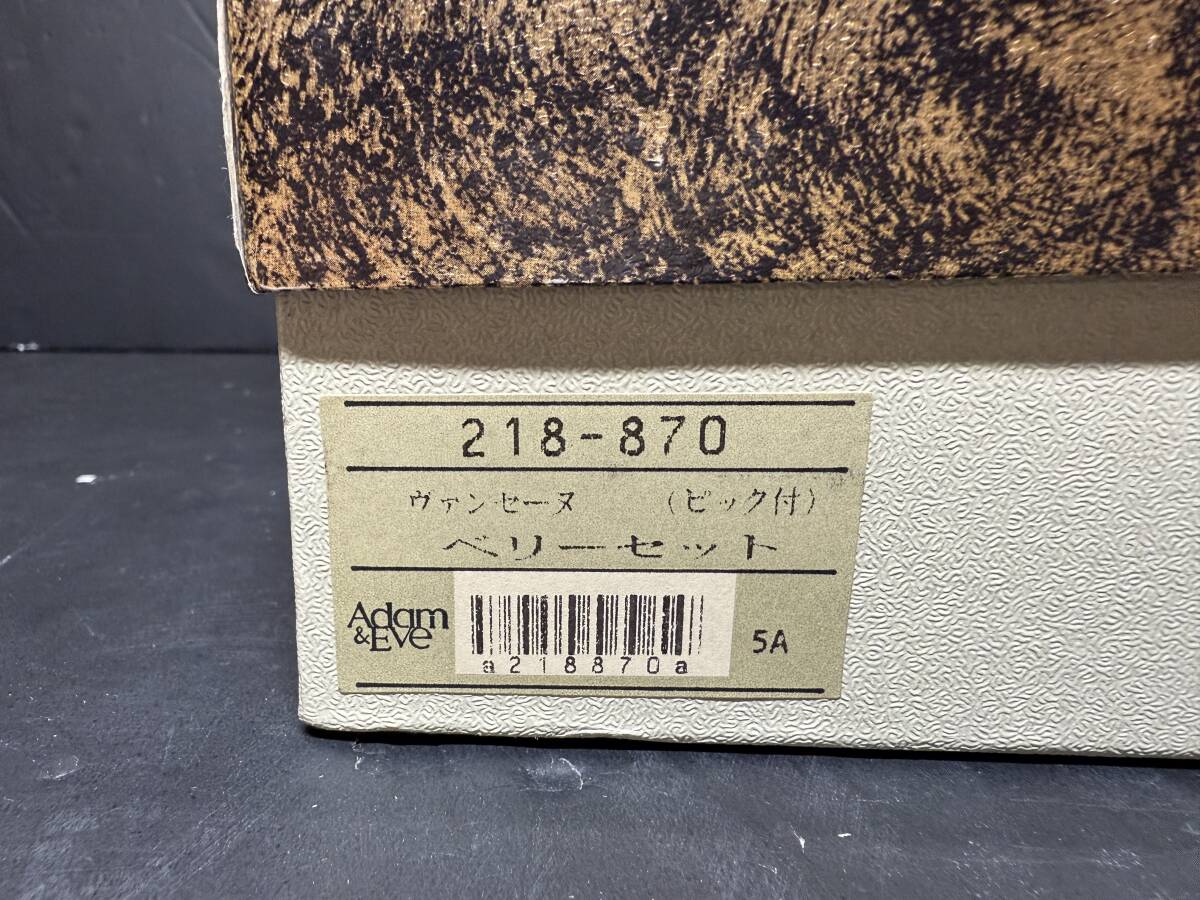 218-870
ヴァンセーヌ （ピック付）
ベリーセット
Adam
&Eve
a218870a
5A